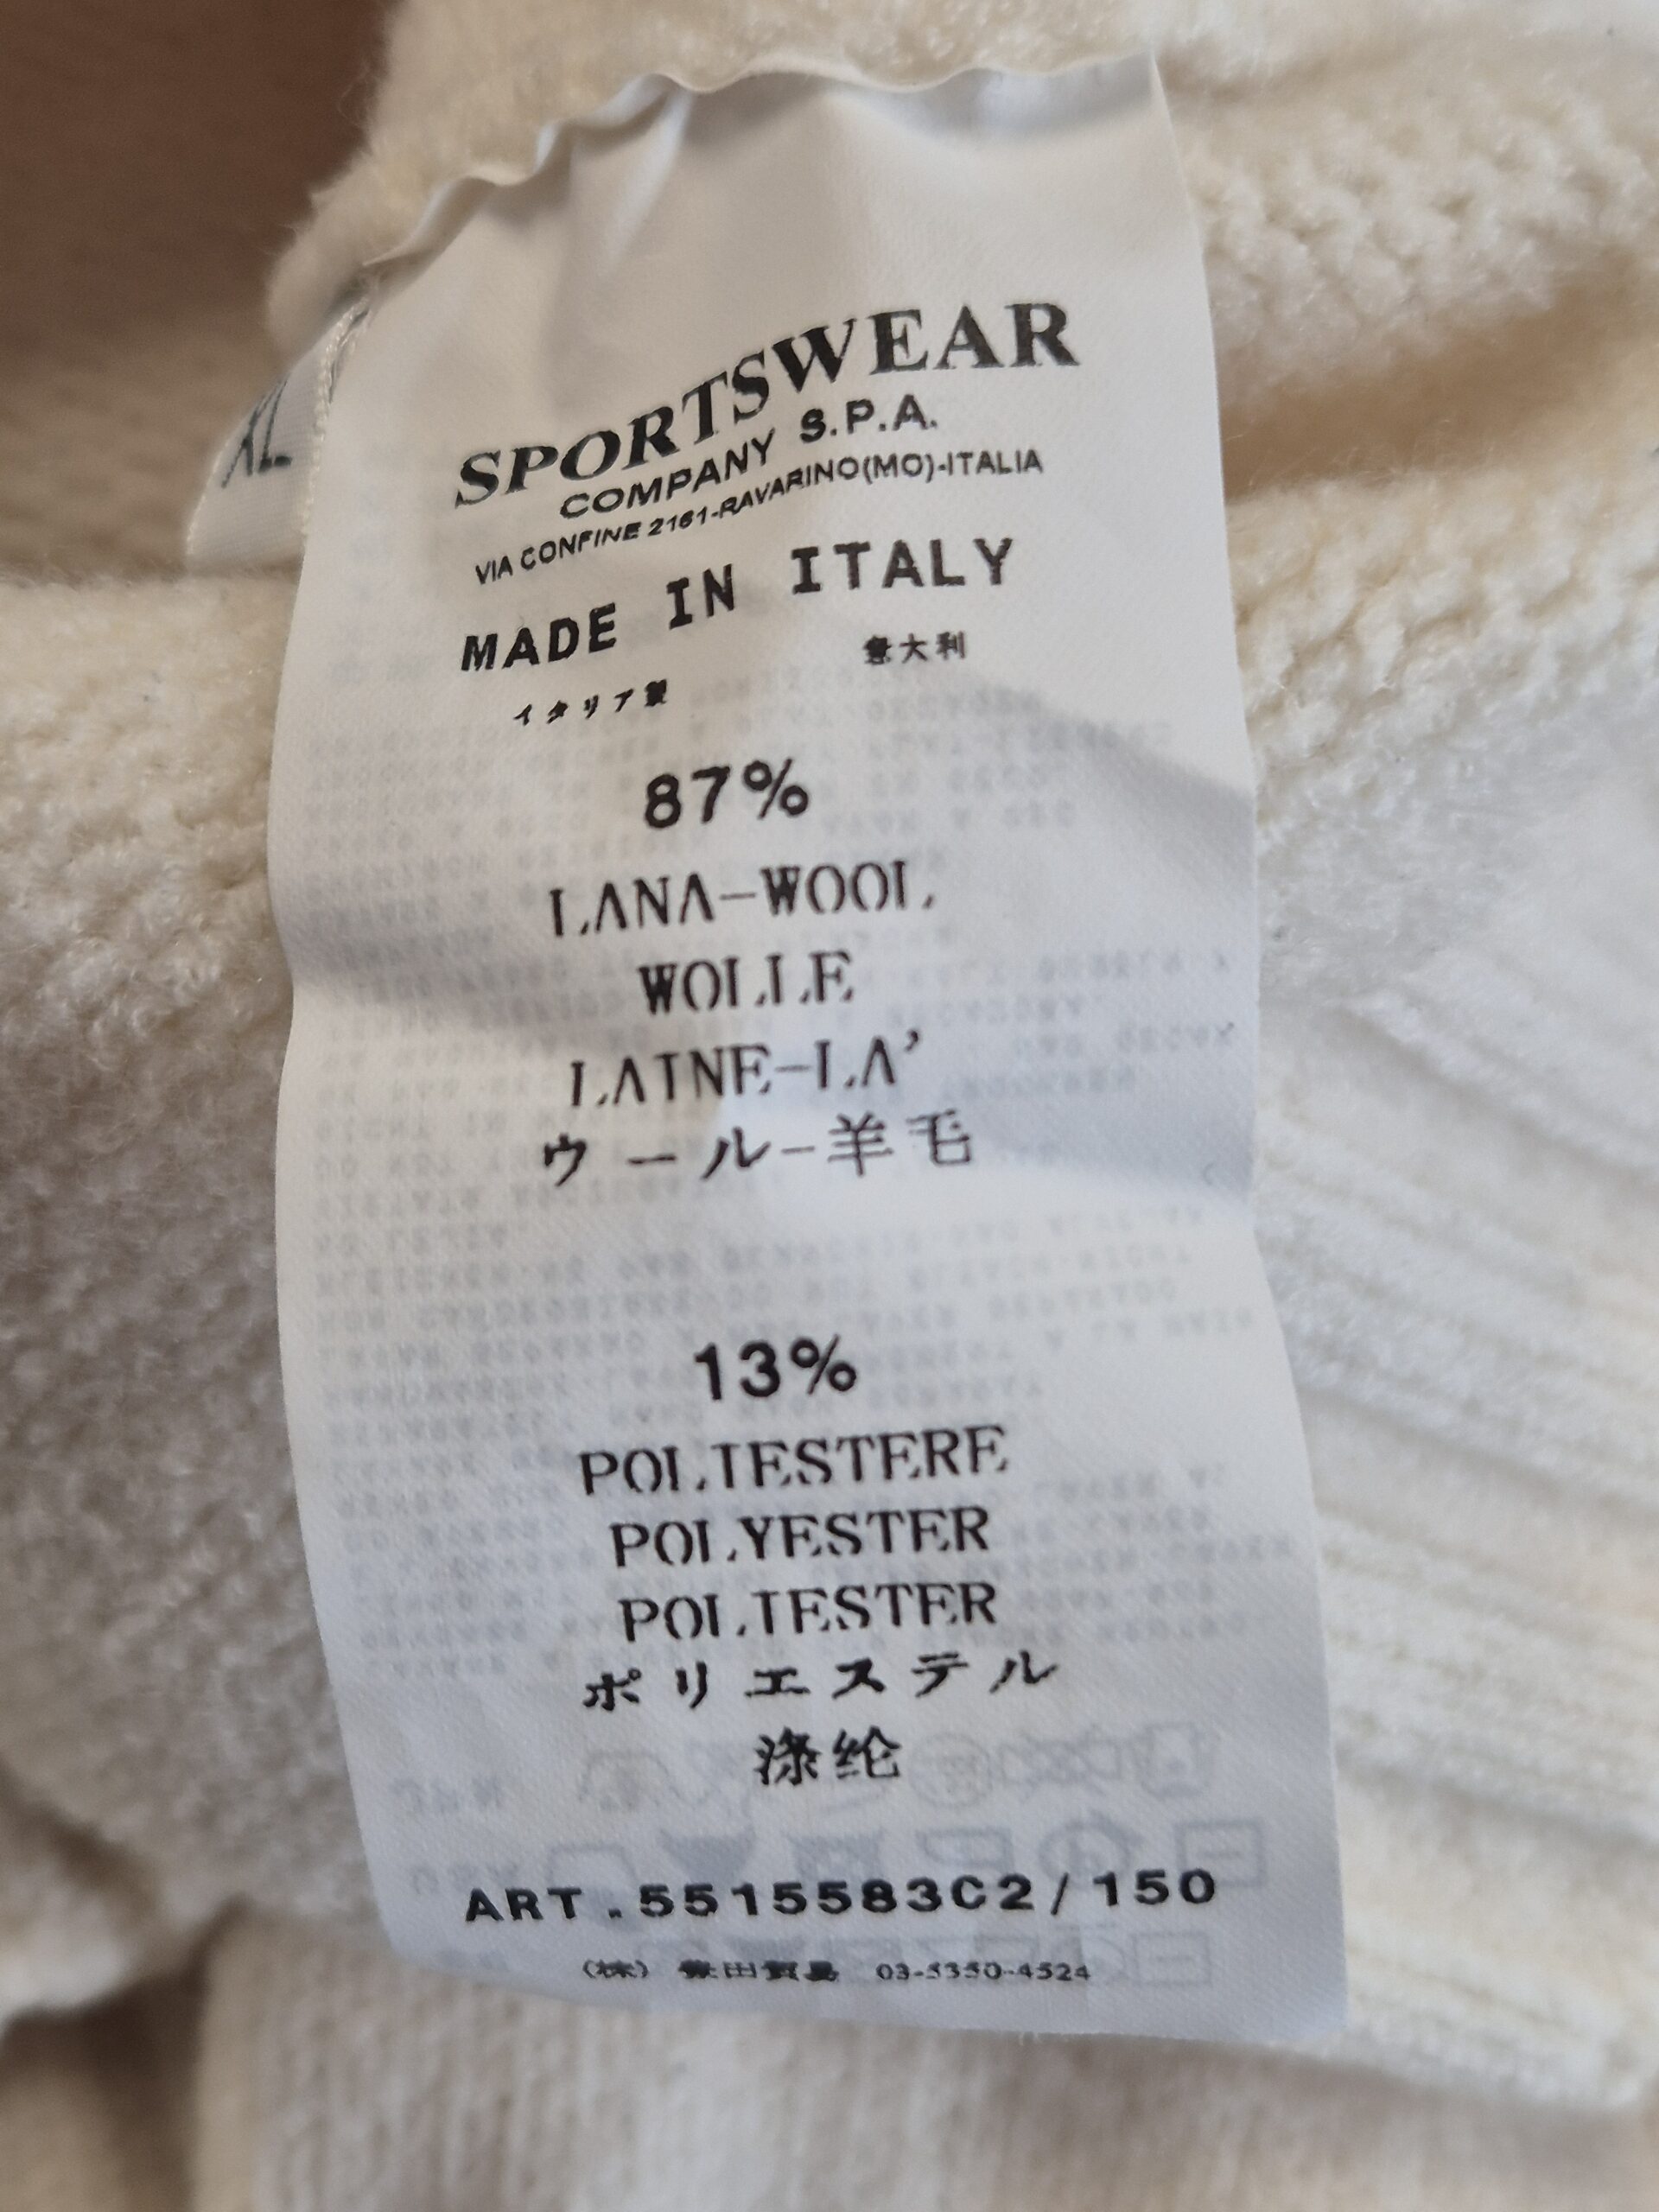 XL
SPORTSWEAR
COMPANY S.P.A.
VIA CONFINE 2161-RAVARINO(MO)-ITALIA
MADE IN ITALY
イタリア製 意大利
87%
LANA-WOOL
WOLLE
LAINE-LA'
ウール-羊毛
13%
POLIESTERE
POLYESTER
POLIESTER
ポリエステル
涤纶
ART.5515583C2/150
(株) 03-5350-4524